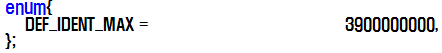 enum{
DEF_IDENT_MAX = 3900000000,
};